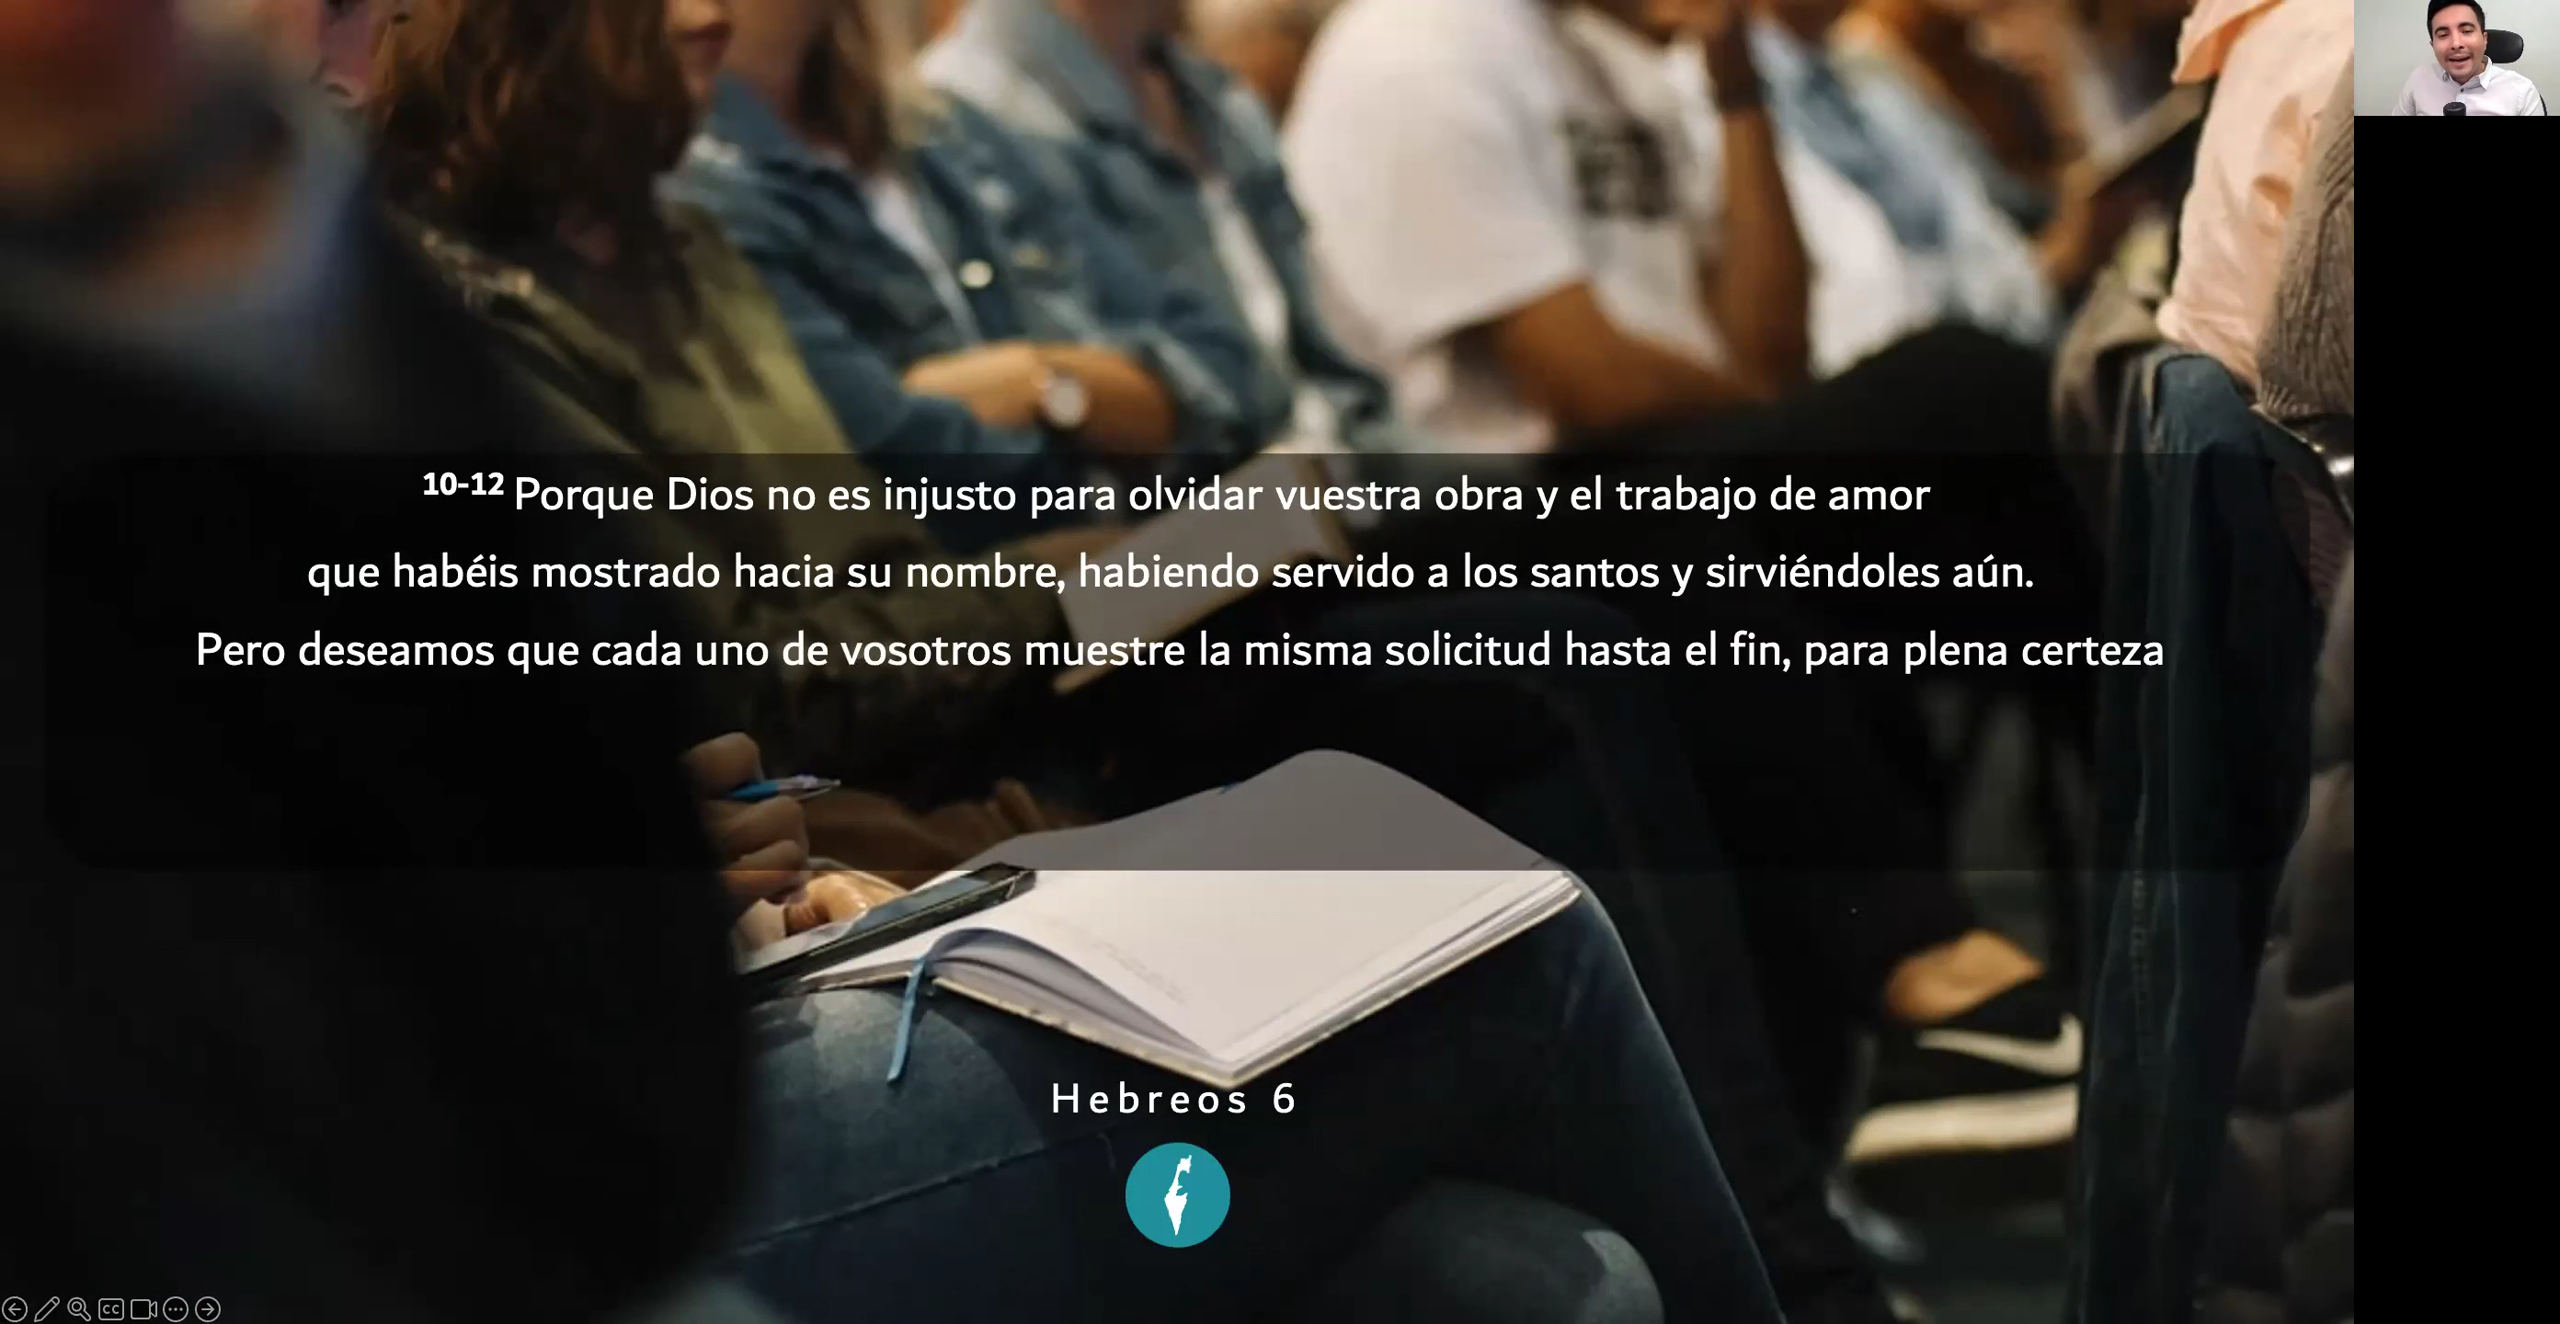 10-12 Porque Dios no es injusto para olvidar vuestra obra y el trabajo de amor
que habéis mostrado hacia su nombre, habiendo servido a los santos y sirviéndoles aún.
Pero deseamos que cada uno de vosotros muestre la misma solicitud hasta el fin, para plena certeza
Hebreos 6
CC